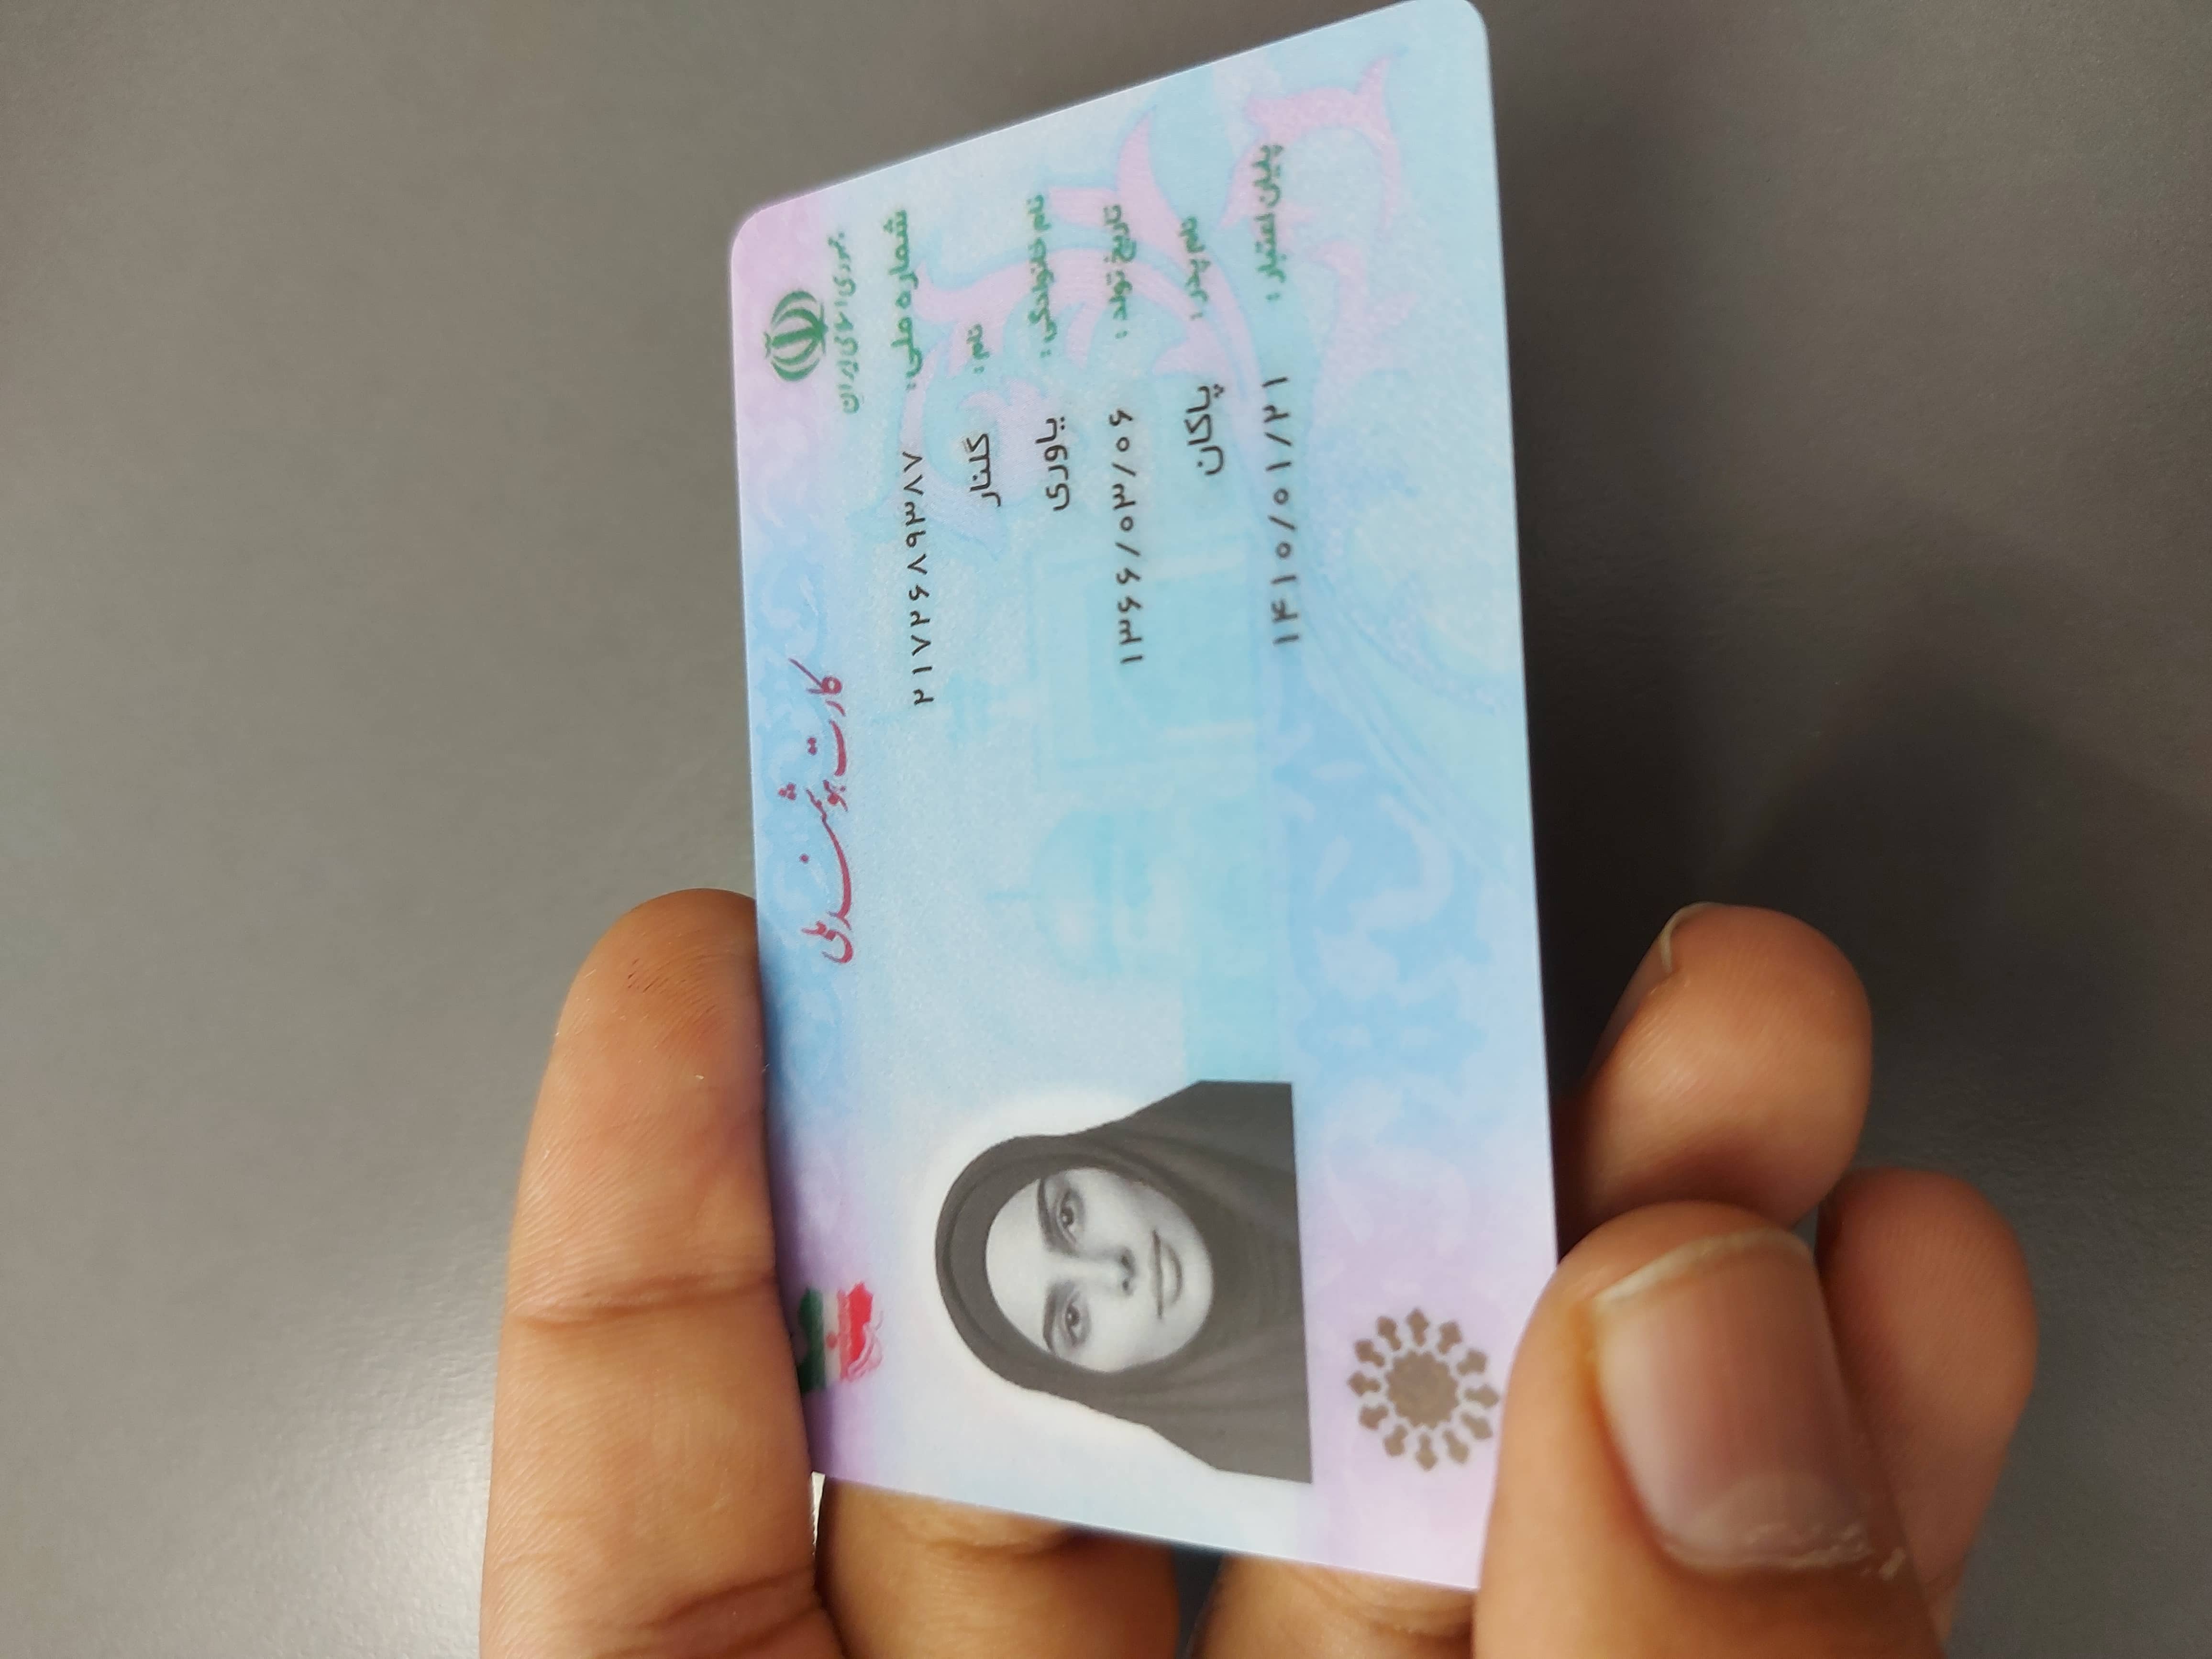 جمهوری اسلامی ایران
کارت هوشمند ملی
شماره ملی: ۲۱۷۲۶۸۹۳۸۷
نام: گلنار
نام خانوادگی: یاوری
تاریخ تولد: ۱۳۶۶/۰۳/۰۶
نام پدر: پاکان
پایان اعتبار: ۱۴۱۰/۰۱/۲۱